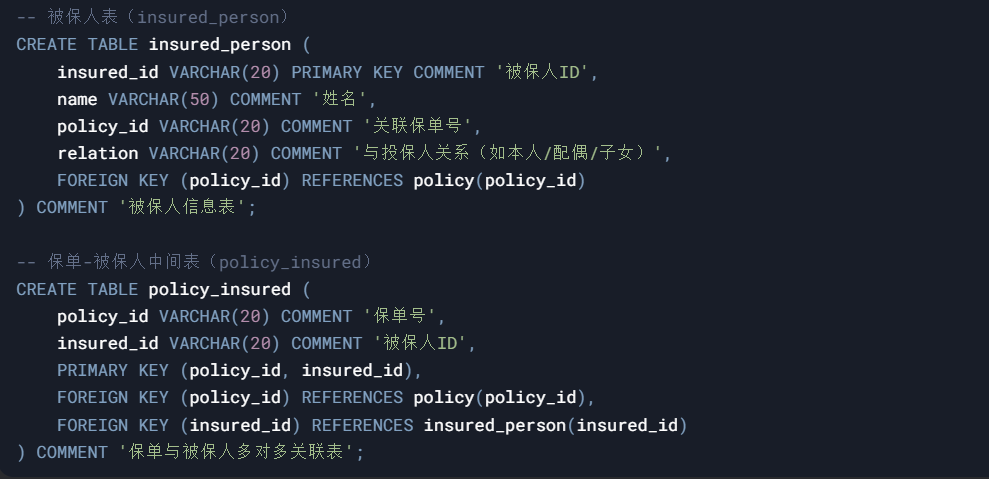 -- 被保人表（insured_person）
CREATE TABLE insured_person (
    insured_id VARCHAR(20) PRIMARY KEY COMMENT '被保人ID',
    name VARCHAR(50) COMMENT '姓名',
    policy_id VARCHAR(20) COMMENT '关联保单号',
    relation VARCHAR(20) COMMENT '与投保人关系（如本人/配偶/子女）',
    FOREIGN KEY (policy_id) REFERENCES policy(policy_id)
) COMMENT '被保人信息表';
-- 保单-被保人中间表（policy_insured）
CREATE TABLE policy_insured (
    policy_id VARCHAR(20) COMMENT '保单号',
    insured_id VARCHAR(20) COMMENT '被保人ID',
    PRIMARY KEY (policy_id, insured_id),
    FOREIGN KEY (policy_id) REFERENCES policy(policy_id),
    FOREIGN KEY (insured_id) REFERENCES insured_person(insured_id)
) COMMENT '保单与被保人多对多关联表';